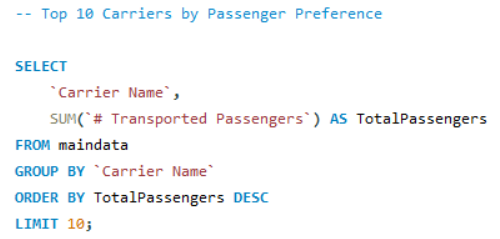 -- Top 10 Carriers by Passenger Preference
SELECT
`Carrier Name`,
SUM(`# Transported Passengers`) AS TotalPassengers
FROM maindata
GROUP BY `Carrier Name`
ORDER BY TotalPassengers DESC
LIMIT 10;